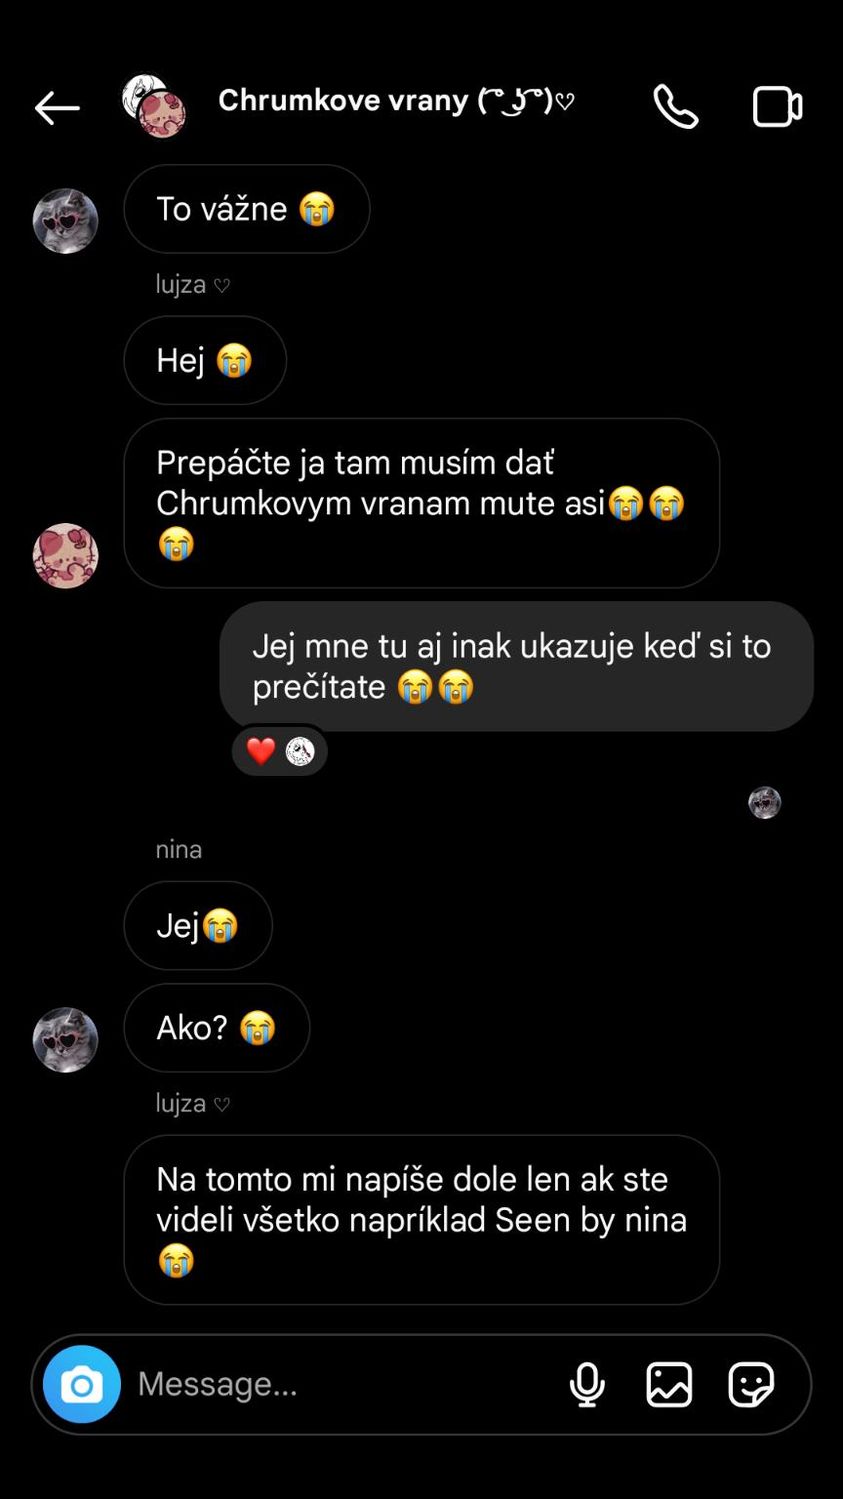 Chrumkove vrany ( ͡° ͜ʖ ͡°)♡
To vážne 😭
lujza ♡
Hej 😭
Prepáčte ja tam musím dať
Chrumkovym vranam mute asi😭😭
😭
Jej mne tu aj inak ukazuje keď si to
prečítate 😭😭
❤️
nina
Jej😭
Ako? 😭
lujza ♡
Na tomto mi napíše dole len ak ste
videli všetko napríklad Seen by nina
😭
Message...